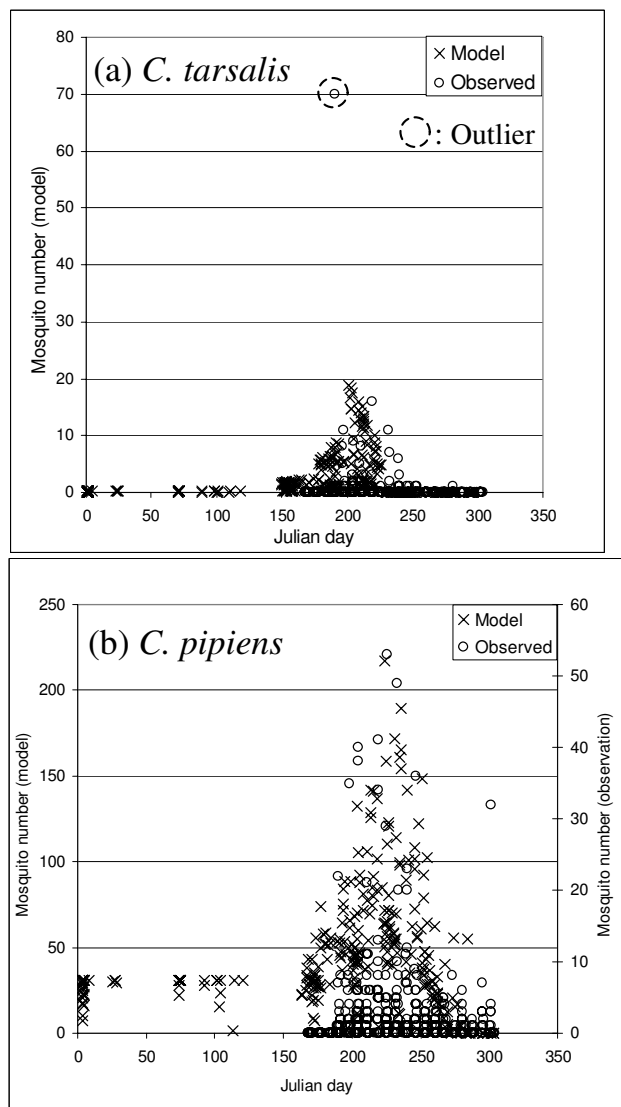 80
70
60
50
40
30
20
10
0
Mosquito number (model)
(a) C. tarsalis
× Model
○ Observed
: Outlier
0 50 100 150 200 250 300 350
Julian day
250
200
150
100
50
0
Mosquito number (model)
(b) C. pipiens
× Model
○ Observed
60
50
40
30
20
10
0
Mosquito number (observation)
0 50 100 150 200 250 300 350
Julian day